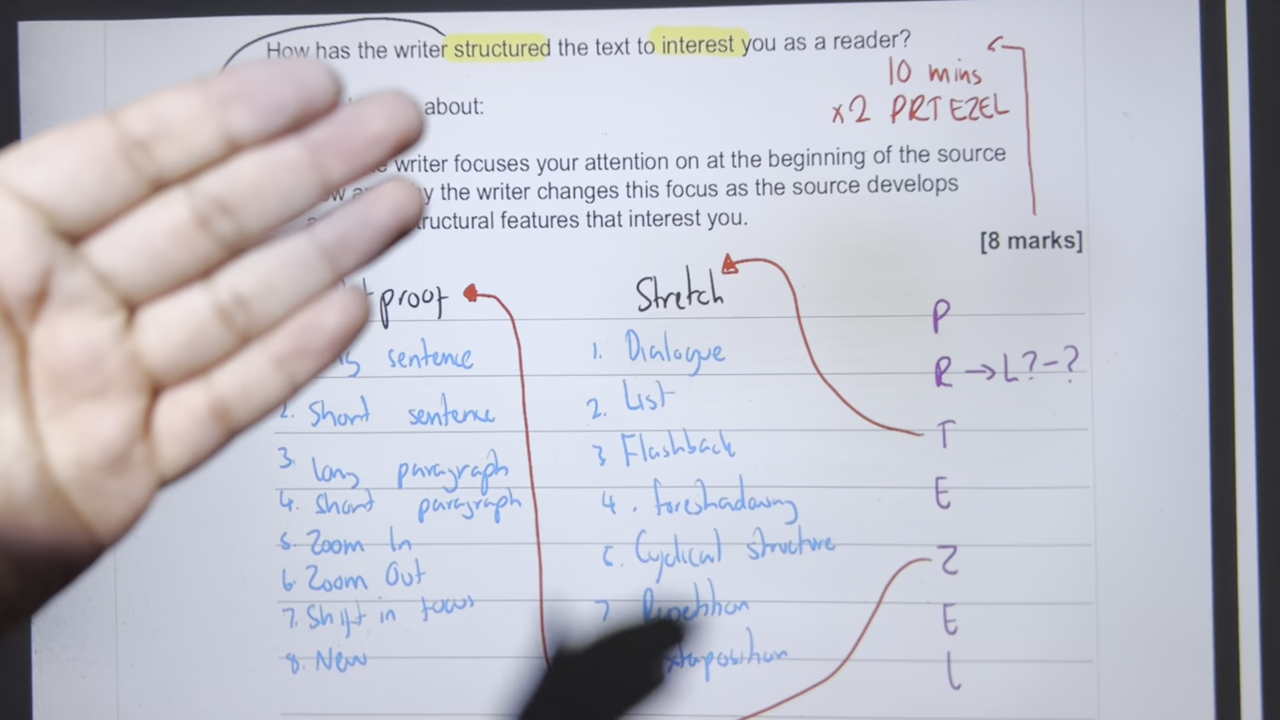 How has the writer structured the text to interest you as a reader?
10 mins
x2 PRTEZEL
about:
writer focuses your attention on at the beginning of the source
the writer changes this focus as the source develops
structural features that interest you.
[8 marks]
proof
Stretch
sentence
2. Short sentence
3. Long paragraph
4. Short paragraph
5. Zoom In
6. Zoom Out
7. Shift in focus
8. New
1. Dialogue
2. List
3 Flashback
4. foreshadowing
Cyclical structure
7
P
R → L?-?
T
E
Z
E
L